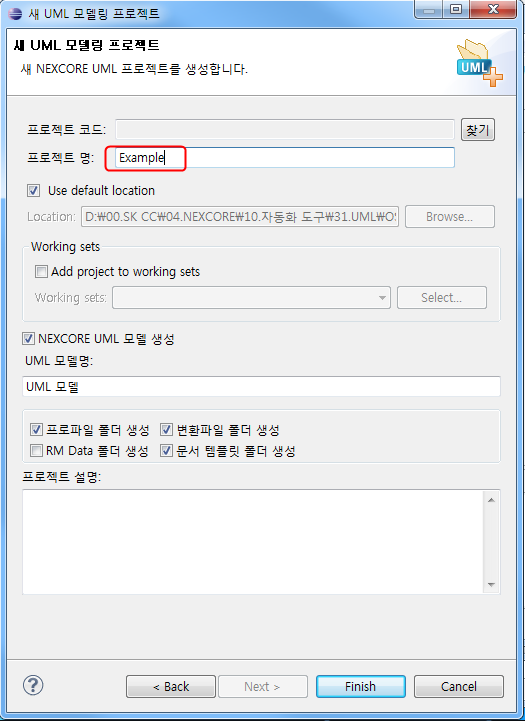 새 UML 모델링 프로젝트
새 UML 모델링 프로젝트
새 NEXCORE UML 프로젝트를 생성합니다.
UML
프로젝트 코드:
찾기
프로젝트 명:
Example
Use default location
Location:
D:₩00.SK CC₩04.NEXCORE₩10.자동화 도구₩31.UML₩OS
Browse...
Working sets
Add project to working sets
Working sets:
Select...
NEXCORE UML 모델 생성
UML 모델명:
UML 모델
프로파일 폴더 생성
변환파일 폴더 생성
RM Data 폴더 생성
문서 템플릿 폴더 생성
프로젝트 설명:
?
< Back
Next >
Finish
Cancel